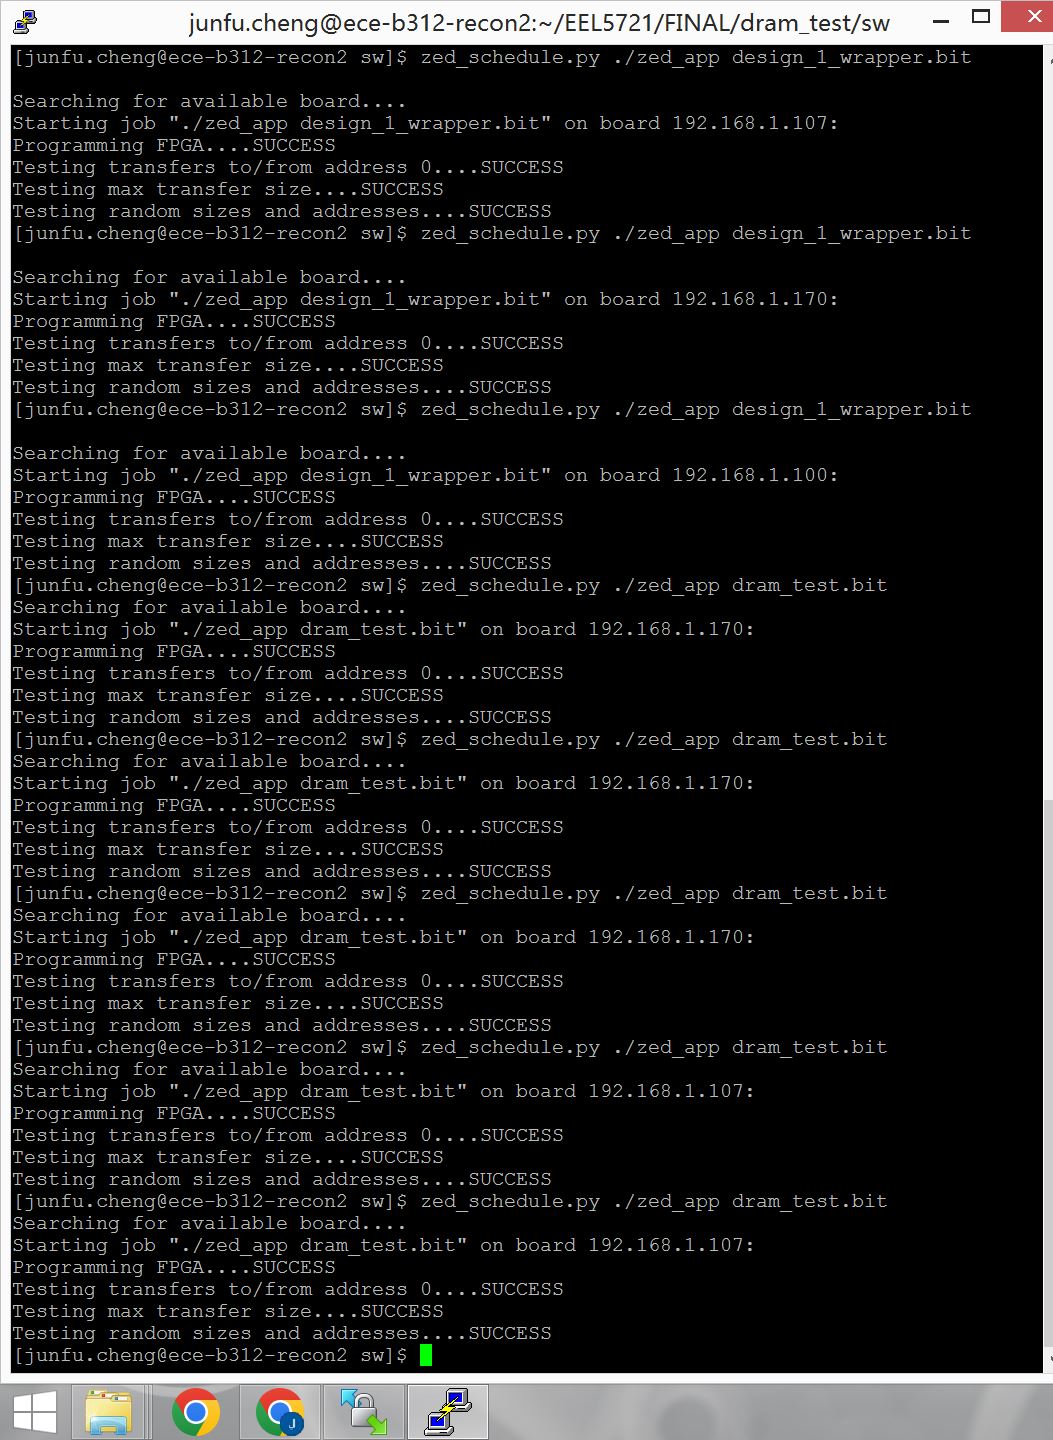 junfu.cheng@ece-b312-recon2:~/EEL5721/FINAL/dram_test/sw
[junfu.cheng@ece-b312-recon2 sw]$ zed_schedule.py ./zed_app design_1_wrapper.bit
Searching for available board....
Starting job "./zed_app design_1_wrapper.bit" on board 192.168.1.107:
Programming FPGA....SUCCESS
Testing transfers to/from address 0....SUCCESS
Testing max transfer size....SUCCESS
Testing random sizes and addresses....SUCCESS
[junfu.cheng@ece-b312-recon2 sw]$ zed_schedule.py ./zed_app design_1_wrapper.bit
Searching for available board....
Starting job "./zed_app design_1_wrapper.bit" on board 192.168.1.170:
Programming FPGA....SUCCESS
Testing transfers to/from address 0....SUCCESS
Testing max transfer size....SUCCESS
Testing random sizes and addresses....SUCCESS
[junfu.cheng@ece-b312-recon2 sw]$ zed_schedule.py ./zed_app design_1_wrapper.bit
Searching for available board....
Starting job "./zed_app design_1_wrapper.bit" on board 192.168.1.100:
Programming FPGA....SUCCESS
Testing transfers to/from address 0....SUCCESS
Testing max transfer size....SUCCESS
Testing random sizes and addresses....SUCCESS
[junfu.cheng@ece-b312-recon2 sw]$ zed_schedule.py ./zed_app dram_test.bit
Searching for available board....
Starting job "./zed_app dram_test.bit" on board 192.168.1.170:
Programming FPGA....SUCCESS
Testing transfers to/from address 0....SUCCESS
Testing max transfer size....SUCCESS
Testing random sizes and addresses....SUCCESS
[junfu.cheng@ece-b312-recon2 sw]$ zed_schedule.py ./zed_app dram_test.bit
Searching for available board....
Starting job "./zed_app dram_test.bit" on board 192.168.1.170:
Programming FPGA....SUCCESS
Testing transfers to/from address 0....SUCCESS
Testing max transfer size....SUCCESS
Testing random sizes and addresses....SUCCESS
[junfu.cheng@ece-b312-recon2 sw]$ zed_schedule.py ./zed_app dram_test.bit
Searching for available board....
Starting job "./zed_app dram_test.bit" on board 192.168.1.170:
Programming FPGA....SUCCESS
Testing transfers to/from address 0....SUCCESS
Testing max transfer size....SUCCESS
Testing random sizes and addresses....SUCCESS
[junfu.cheng@ece-b312-recon2 sw]$ zed_schedule.py ./zed_app dram_test.bit
Searching for available board....
Starting job "./zed_app dram_test.bit" on board 192.168.1.107:
Programming FPGA....SUCCESS
Testing transfers to/from address 0....SUCCESS
Testing max transfer size....SUCCESS
Testing random sizes and addresses....SUCCESS
[junfu.cheng@ece-b312-recon2 sw]$ zed_schedule.py ./zed_app dram_test.bit
Searching for available board....
Starting job "./zed_app dram_test.bit" on board 192.168.1.107:
Programming FPGA....SUCCESS
Testing transfers to/from address 0....SUCCESS
Testing max transfer size....SUCCESS
Testing random sizes and addresses....SUCCESS
[junfu.cheng@ece-b312-recon2 sw]$
J